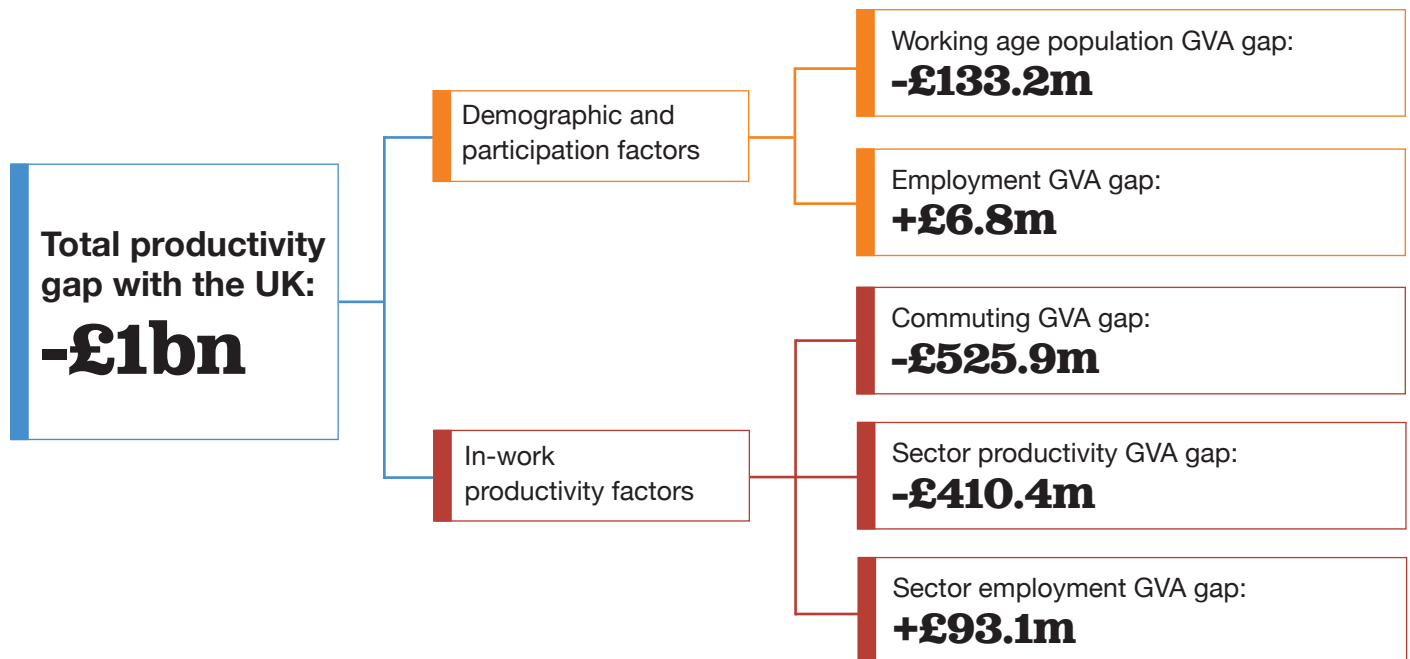 Total productivity
gap with the UK:
-£1bn
Demographic and
participation factors
Working age population GVA gap:
-£133.2m
Employment GVA gap:
+£6.8m
In-work
productivity factors
Commuting GVA gap:
-£525.9m
Sector productivity GVA gap:
-£410.4m
Sector employment GVA gap:
+£93.1m